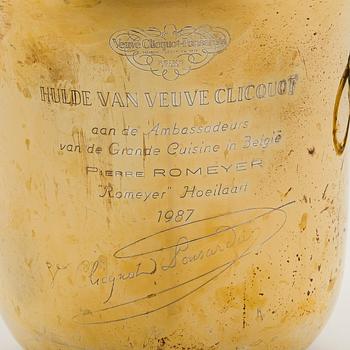 Veuve Clicquot-Ponsardin
HULDE VAN VEUVE CLICQUOT
aan de Ambassadeurs
van de Grande Cuisine in België
PIERRE ROMEYER
"Romeyer" Hoeilaart
1987
Vve Clicquot Ponsardin